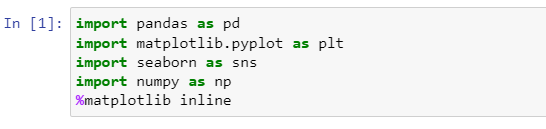 In [1]: import pandas as pd
import matplotlib.pyplot as plt
import seaborn as sns
import numpy as np
%matplotlib inline